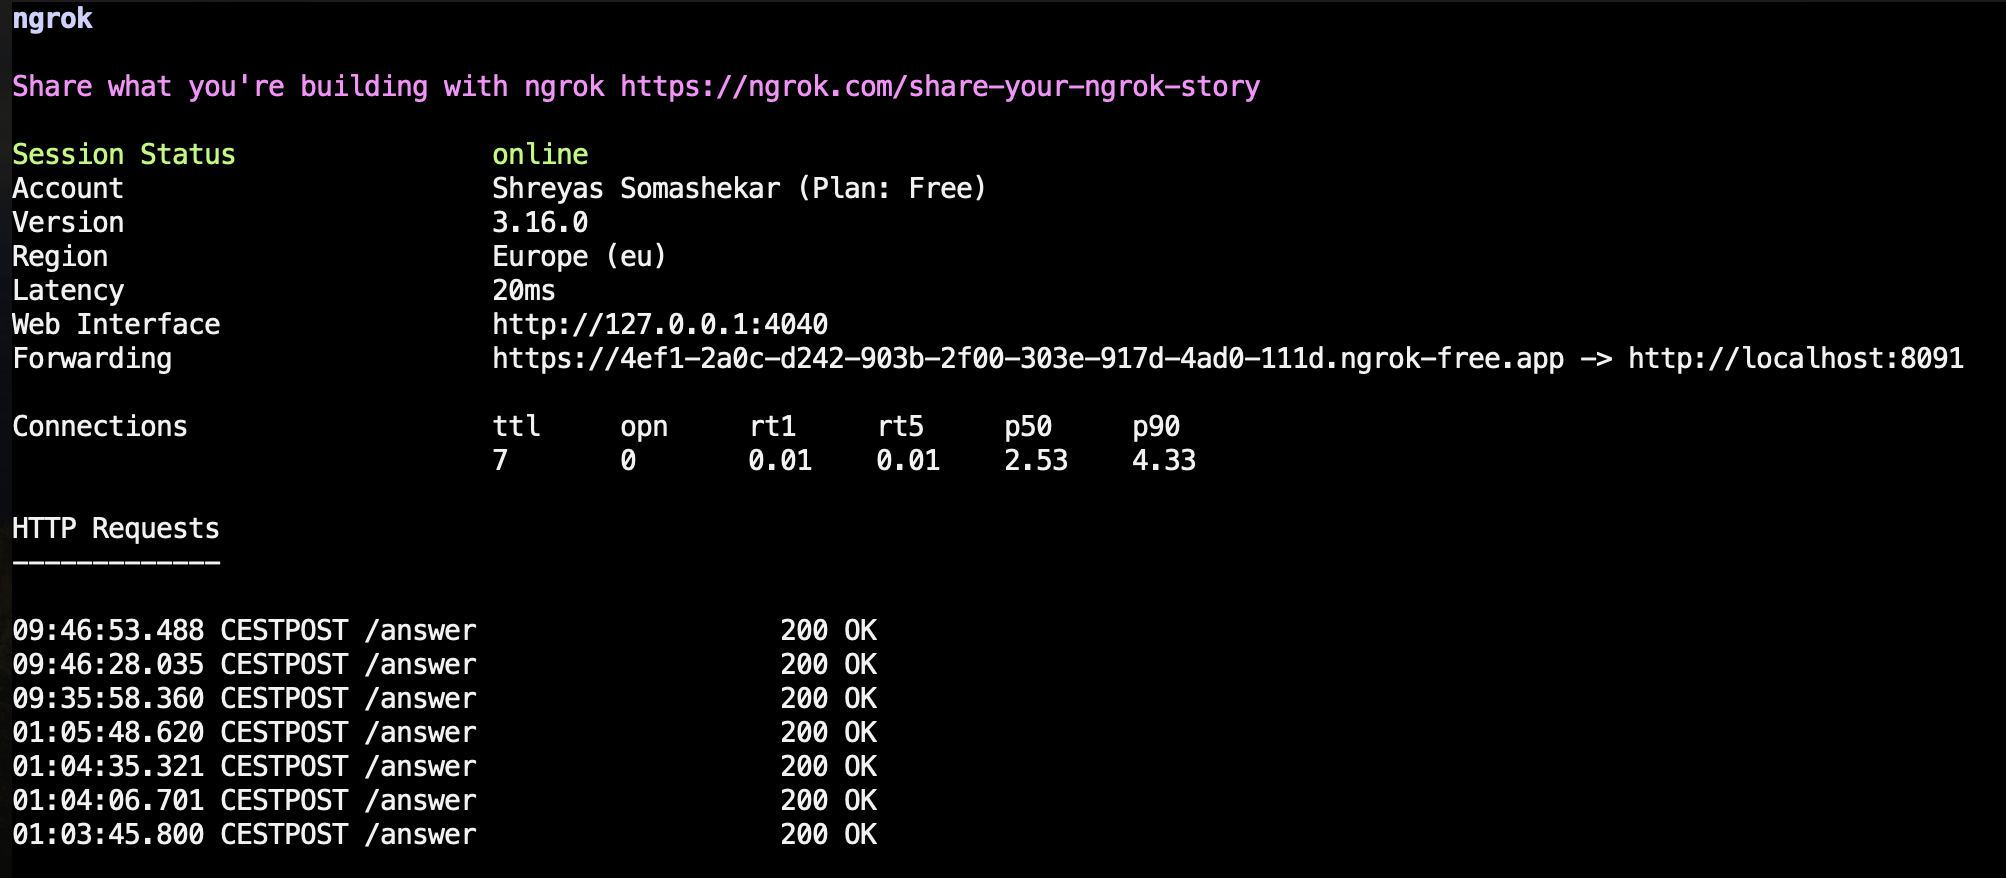 ngrok
Share what you're building with ngrok https://ngrok.com/share-your-ngrok-story
Session Status online
Account Shreyas Somashekar (Plan: Free)
Version 3.16.0
Region Europe (eu)
Latency 20ms
Web Interface http://127.0.0.1:4040
Forwarding https://4ef1-2a0c-d242-903b-2f00-303e-917d-4ad0-111d.ngrok-free.app -> http://localhost:8091
Connections ttl opn rt1 rt5 p50 p90
7 0 0.01 0.01 2.53 4.33
HTTP Requests
-------------
09:46:53.488 CESTPOST /answer 200 OK
09:46:28.035 CESTPOST /answer 200 OK
09:35:58.360 CESTPOST /answer 200 OK
01:05:48.620 CESTPOST /answer 200 OK
01:04:35.321 CESTPOST /answer 200 OK
01:04:06.701 CESTPOST /answer 200 OK
01:03:45.800 CESTPOST /answer 200 OK